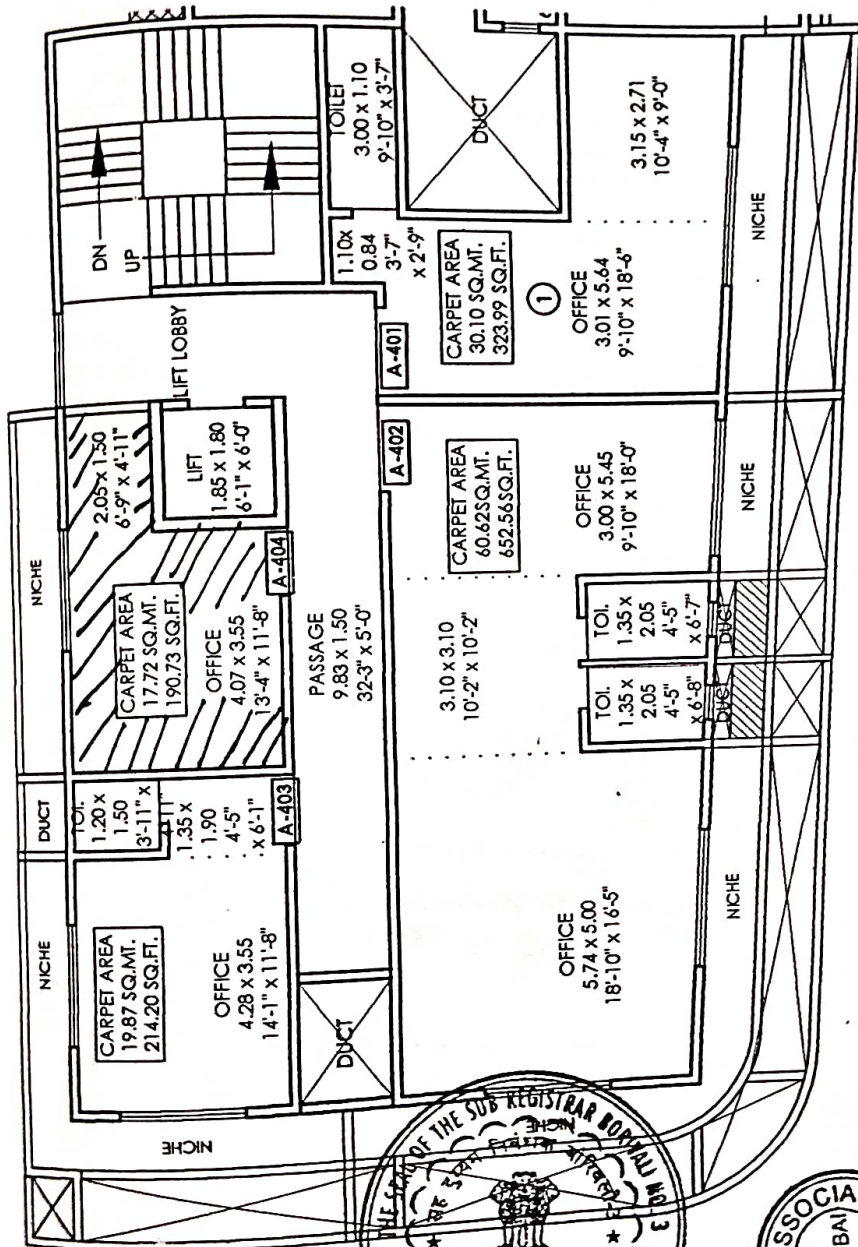 DN
UP
TOILET
3.00 x 1.10
9'-10" x 3'-7"
DUCT
3.15 x 2.71
10'-4" x 9'-0"
1.10x
0.84
3'-7"
x 2'-9"
LIFT LOBBY
CARPET AREA
30.10 SQ.MT.
323.99 SQ.FT.
1
OFFICE
3.01 x 5.64
9'-10" x 18'-6"
NICHE
A-401
NICHE
2.05 x 1.50
6'-9" x 4'-11"
LIFT
1.85 x 1.80
6'-1" x 6'-0"
CARPET AREA
17.72 SQ.MT.
190.73 SQ.FT.
OFFICE
4.07 x 3.55
13'-4" x 11'-8"
A-404
PASSAGE
9.83 x 1.50
32'-3" x 5'-0"
A-402
CARPET AREA
60.62SQ.MT.
652.56SQ.FT.
OFFICE
3.00 x 5.45
9'-10" x 18'-0"
NICHE
3.10 x 3.10
10'-2" x 10'-2"
TOI.
1.35 x
2.05
4'-5"
x 6'-7"
DUCT
TOI.
1.35 x
2.05
4'-5"
x 6'-8"
DUCT
DUCT
TOI.
1.20 x
1.50
3'-11" x
4'-11"
1.35 x
1.90
4'-5"
x 6'-1"
A-403
NICHE
CARPET AREA
19.87 SQ.MT.
214.20 SQ.FT.
OFFICE
4.28 x 3.55
14'-1" x 11'-8"
DUCT
OFFICE
5.74 x 5.00
18'-10" x 16'-5"
NICHE
NICHE
NICHE
THE SEAL OF THE SUB REGISTRAR BORIVALI NO-3
SSOCIA
BAI